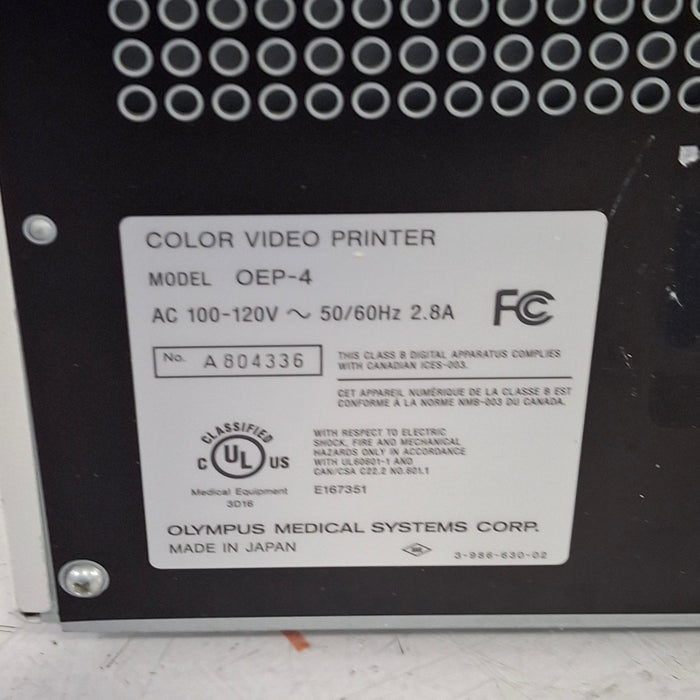 COLOR VIDEO PRINTER
MODEL OEP-4
AC 100-120V ~ 50/60Hz 2.8A
FC
No. A804336
THIS CLASS B DIGITAL APPARATUS COMPLIES
WITH CANADIAN ICES-003.
CET APPAREIL NUMÉRIQUE DE LA CLASSE B EST
CONFORME À LA NORME NMB-003 DU CANADA.
CLASSIFIED
C UL US
Medical Equipment
3D16
WITH RESPECT TO ELECTRIC
SHOCK, FIRE AND MECHANICAL
HAZARDS ONLY IN ACCORDANCE
WITH UL60601-1 AND
CAN/CSA C22.2 NO.601.1
E167351
OLYMPUS MEDICAL SYSTEMS CORP.
MADE IN JAPAN
3-986-630-02